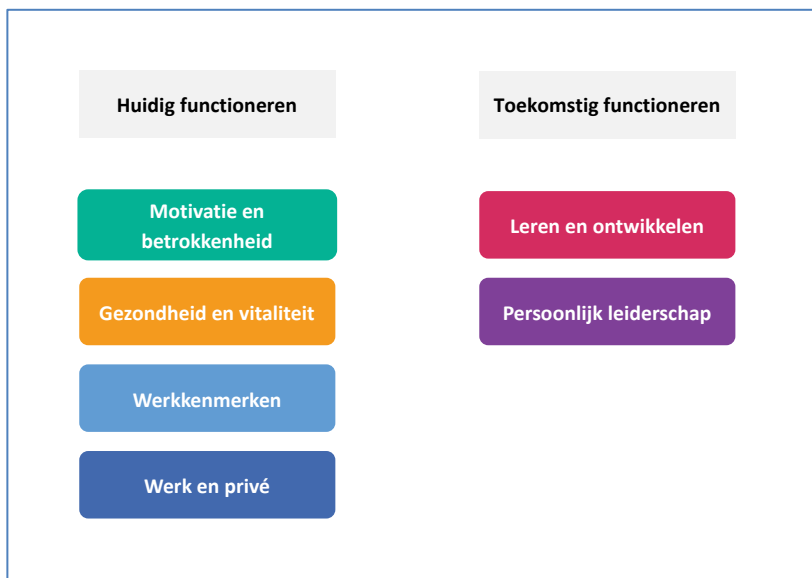 Huidig functioneren
Motivatie en
betrokkenheid
Gezondheid en vitaliteit
Werkkenmerken
Werk en privé
Toekomstig functioneren
Leren en ontwikkelen
Persoonlijk leiderschap